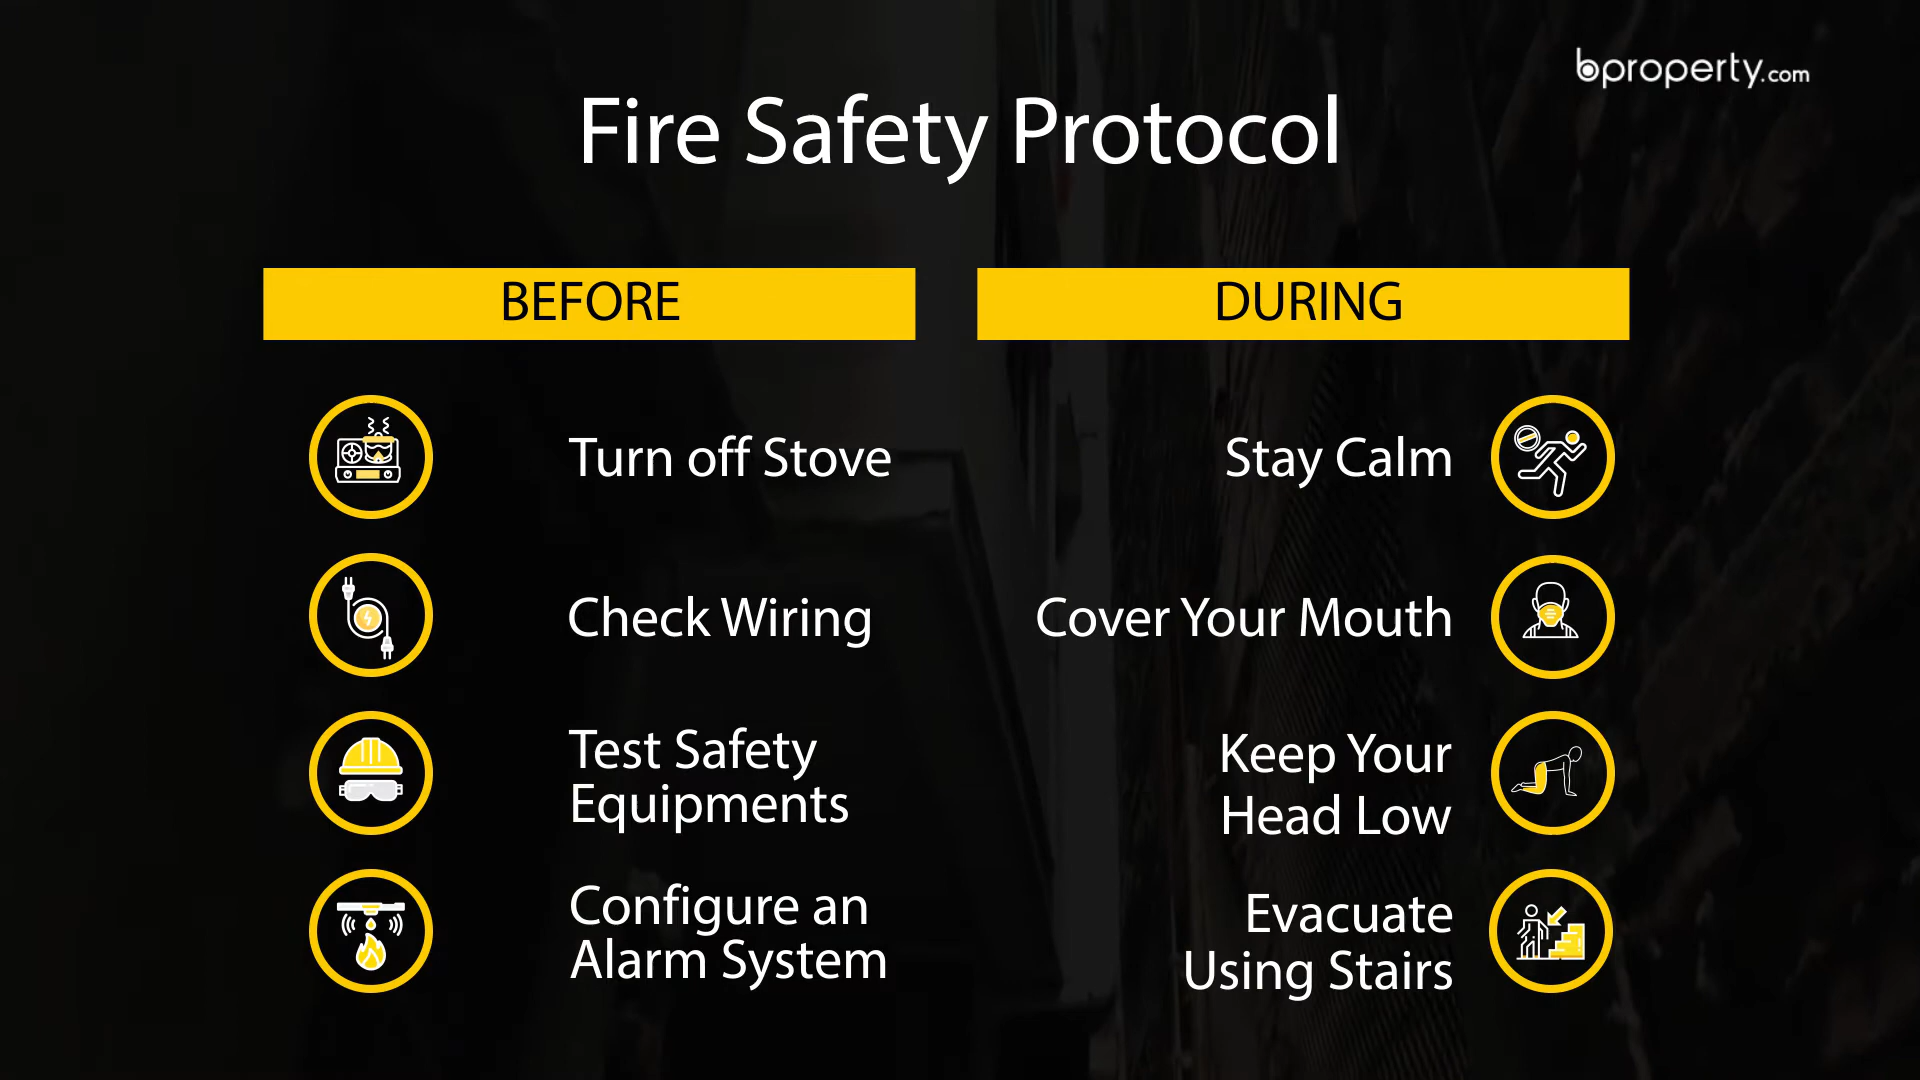 bproperty.com
Fire Safety Protocol
BEFORE
Turn off Stove
Check Wiring
Test Safety
Equipments
Configure an
Alarm System
DURING
Stay Calm
Cover Your Mouth
Keep Your
Head Low
Evacuate
Using Stairs